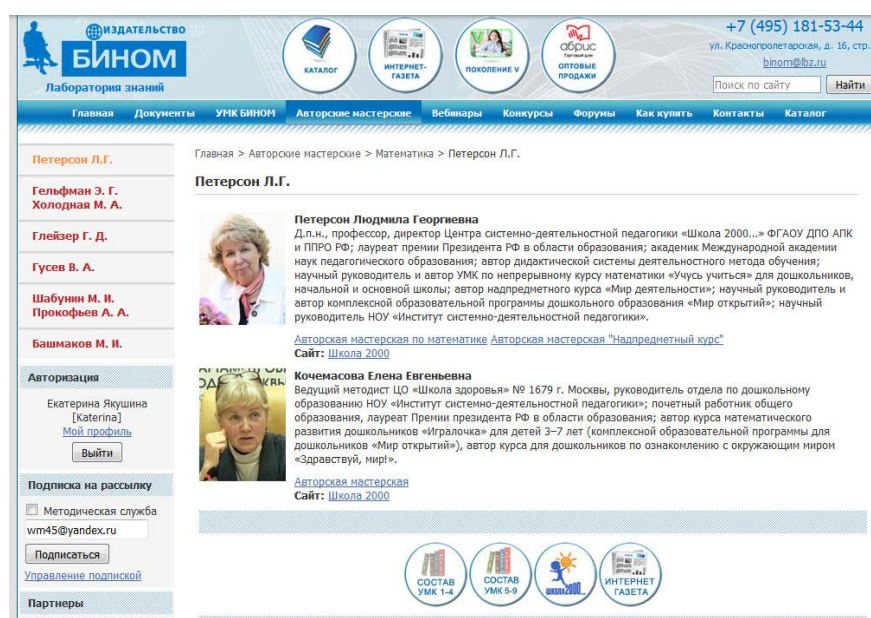 ИЗДАТЕЛЬСТВО
БИНОМ
Лаборатория знаний
КАТАЛОГ
ИНТЕРНЕТ-
ГАЗЕТА
ПОКОЛЕНИЕ V
абрис
Торговый дом
ОПТОВЫЕ
ПРОДАЖИ
+7 (495) 181-53-44
ул. Краснопролетарская, д. 16, стр.
binom@lbz.ru
Поиск по сайту Найти
Главная Документы УМК БИНОМ Авторские мастерские Вебинары Конкурсы Форумы Как купить Контакты Каталог
Петерсон Л.Г.
Гельфман Э. Г.
Холодная М. А.
Глейзер Г. Д.
Гусев В. А.
Шабунин М. И.
Прокофьев А. А.
Башмаков М. И.
Авторизация
Екатерина Якушина
[Katerina]
Мой профиль
Выйти
Подписка на рассылку
Методическая служба
wm45@yandex.ru
Подписаться
Управление подпиской
Партнеры
Главная > Авторские мастерские > Математика > Петерсон Л.Г.
Петерсон Л.Г.
Петерсон Людмила Георгиевна
Д.п.н., профессор, директор Центра системно-деятельностной педагогики «Школа 2000...» ФГАОУ ДПО АПК
и ППРО РФ; лауреат премии Президента РФ в области образования; академик Международной академии
наук педагогического образования; автор дидактической системы деятельностного метода обучения;
научный руководитель и автор УМК по непрерывному курсу математики «Учусь учиться» для дошкольников,
начальной и основной школы; автор надпредметного курса «Мир деятельности»; научный руководитель и
автор комплексной образовательной программы дошкольного образования «Мир открытий»; научный
руководитель НОУ «Институт системно-деятельностной педагогики».
Авторская мастерская по математике Авторская мастерская "Надпредметный курс"
Сайт: Школа 2000
Кочемасова Елена Евгеньевна
Ведущий методист ЦО «Школа здоровья» № 1679 г. Москвы, руководитель отдела по дошкольному
образованию НОУ «Институт системно-деятельностной педагогики»; почетный работник общего
образования, лауреат Премии президента РФ в области образования; автор курса математического
развития дошкольников «Игралочка» для детей 3–7 лет (комплексной образовательной программы для
дошкольников «Мир открытий»), автор курса для дошкольников по ознакомлению с окружающим миром
«Здравствуй, мир!».
Авторская мастерская
Сайт: Школа 2000
СОСТАВ
УМК 1-4
СОСТАВ
УМК 5-9
ШКОЛА2000...
ИНТЕРНЕТ
ГАЗЕТА